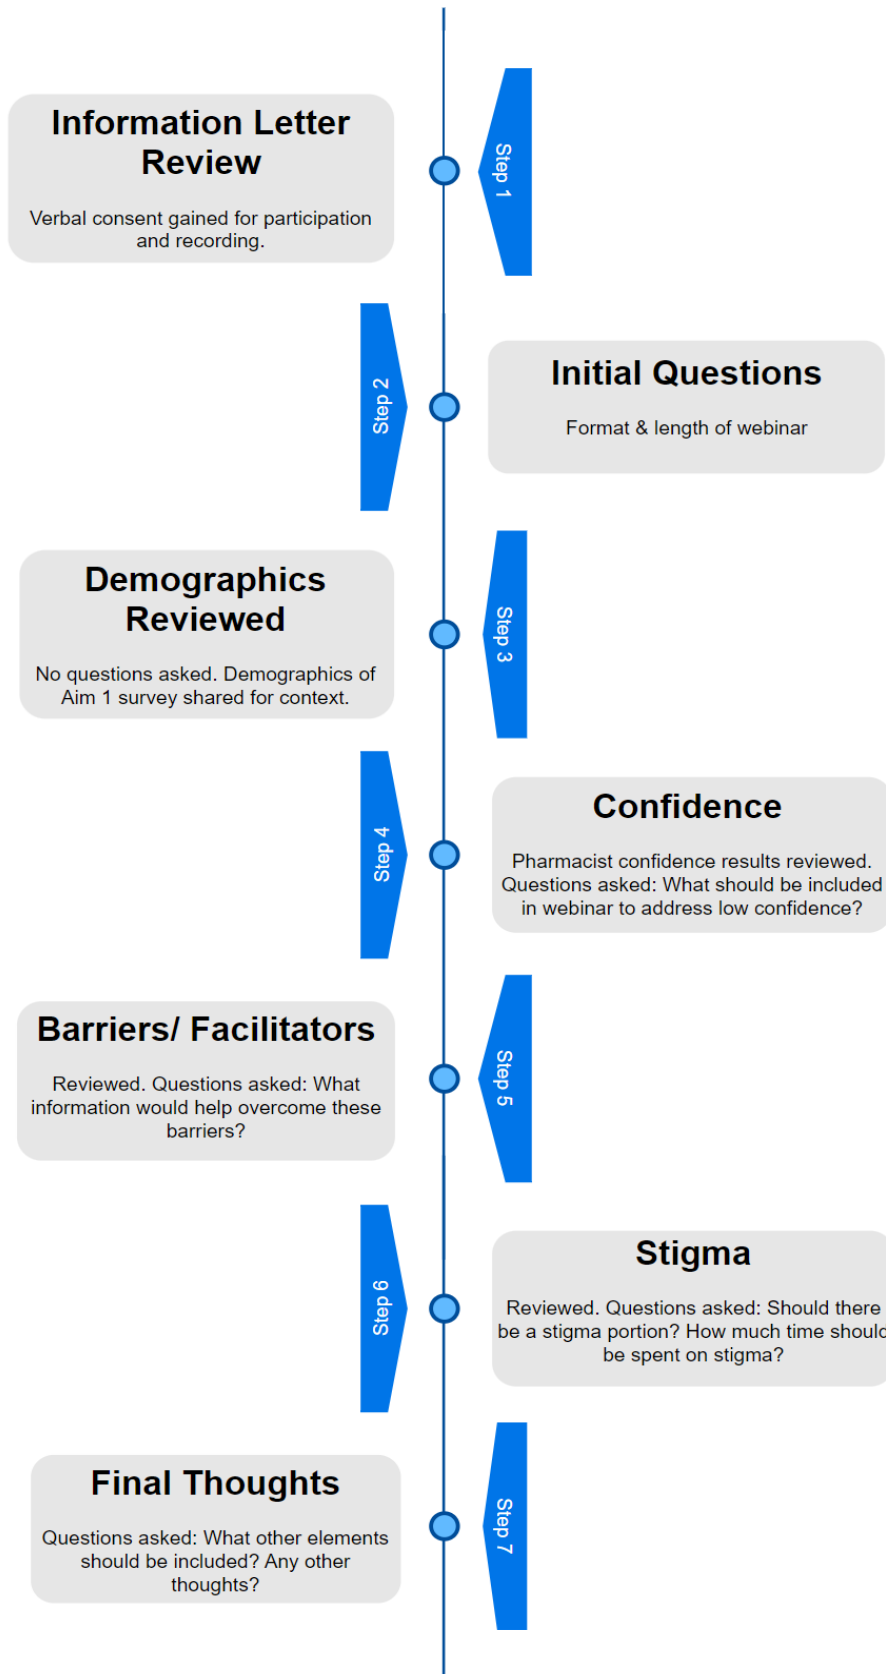 Information Letter
Review
Verbal consent gained for participation
and recording.
Step 1
Step 2
Initial Questions
Format & length of webinar
Demographics
Reviewed
No questions asked. Demographics of
Aim 1 survey shared for context.
Step 3
Step 4
Confidence
Pharmacist confidence results reviewed.
Questions asked: What should be included
in webinar to address low confidence?
Barriers/ Facilitators
Reviewed. Questions asked: What
information would help overcome these
barriers?
Step 5
Step 6
Stigma
Reviewed. Questions asked: Should there
be a stigma portion? How much time should
be spent on stigma?
Final Thoughts
Questions asked: What other elements
should be included? Any other
thoughts?
Step 7